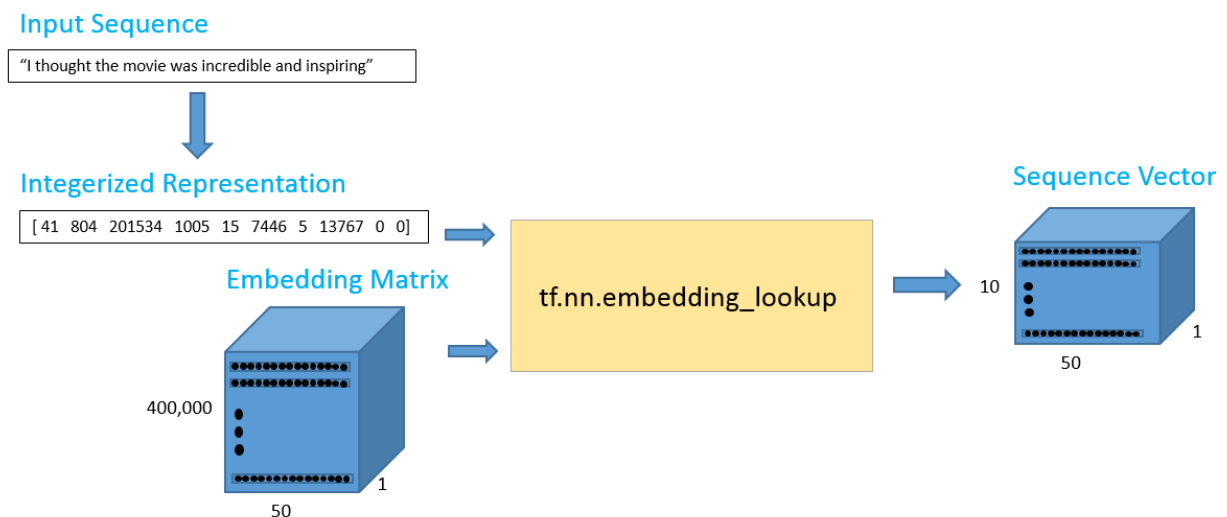 Input Sequence
“I thought the movie was incredible and inspiring”
Integerized Representation
[ 41 804 201534 1005 15 7446 5 13767 0 0]
Embedding Matrix
400,000
50
1
tf.nn.embedding_lookup
Sequence Vector
10
50
1